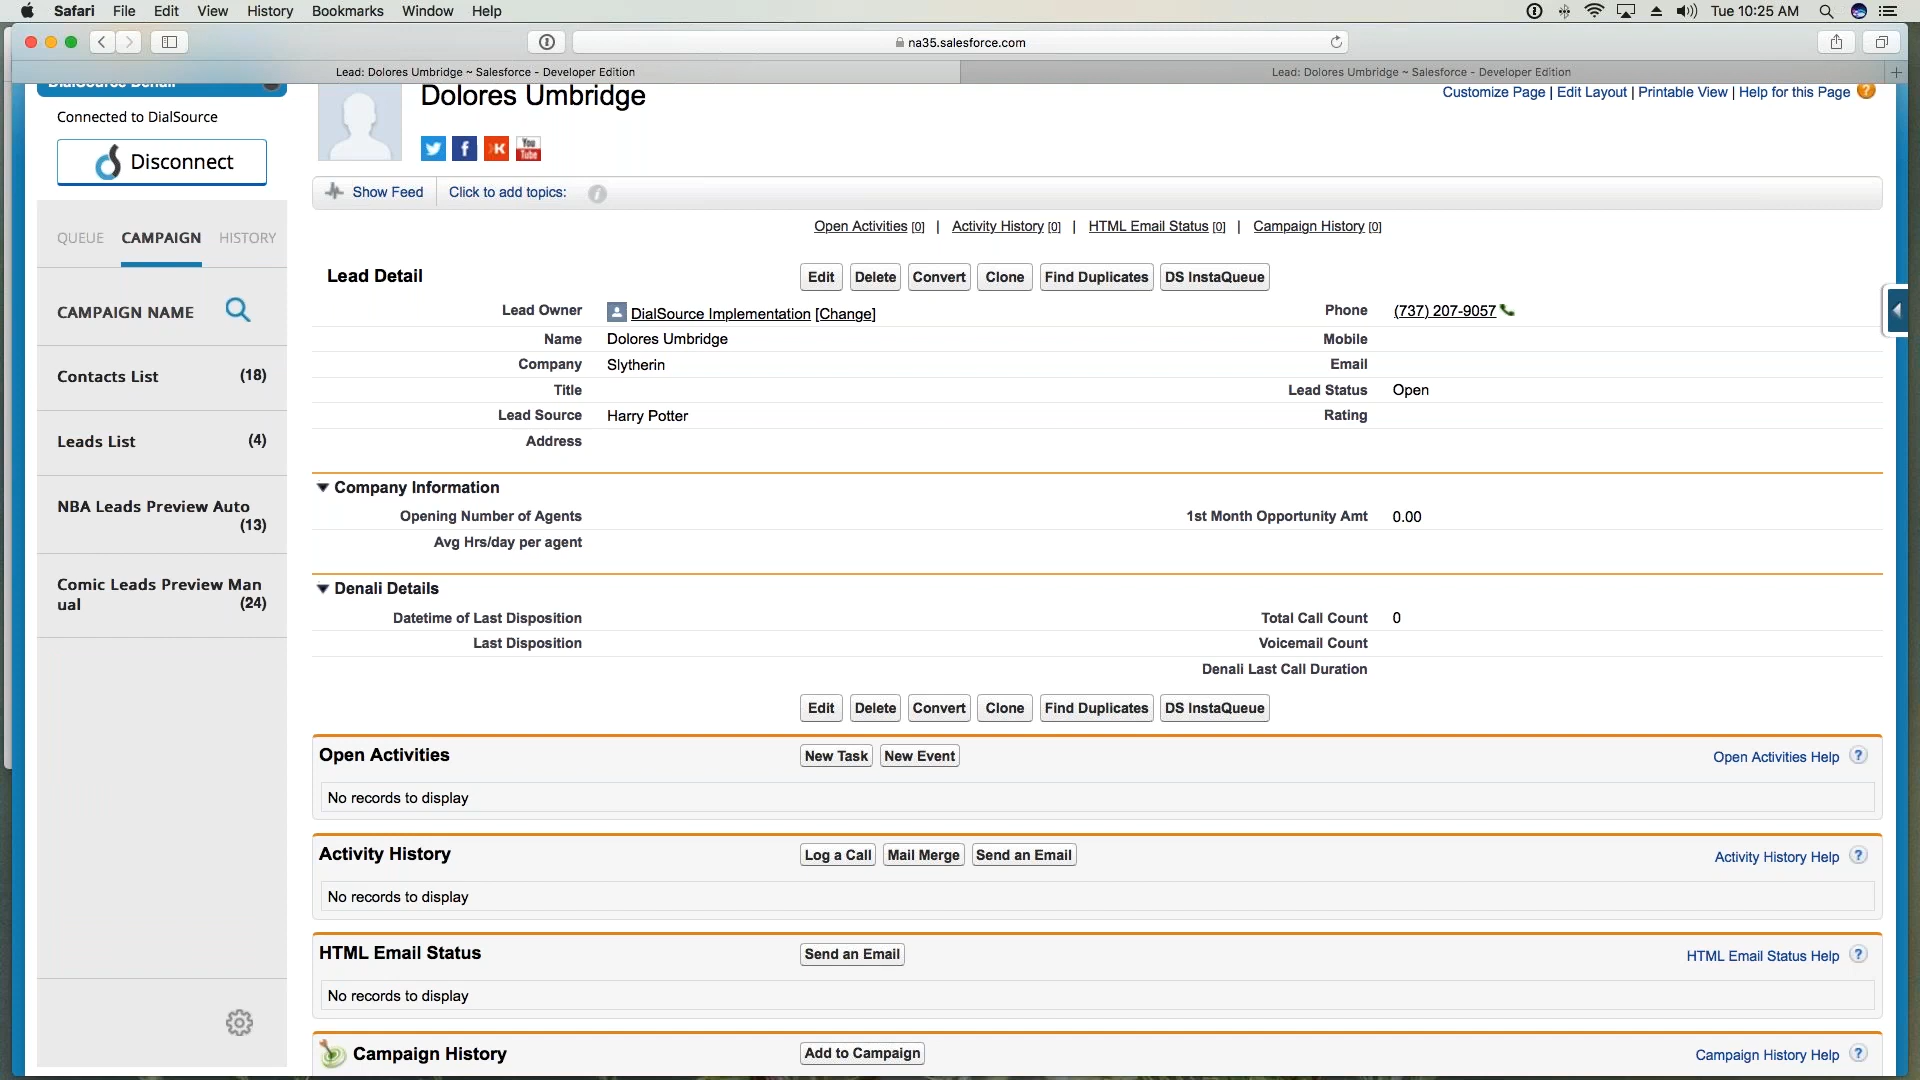 Safari File Edit View History Bookmarks Window Help Tue 10:25 AM
na35.salesforce.com
Lead: Dolores Umbridge ~ Salesforce - Developer Edition
Lead: Dolores Umbridge ~ Salesforce - Developer Edition
DialSource Denali
Connected to DialSource
Disconnect
QUEUE CAMPAIGN HISTORY
CAMPAIGN NAME
Contacts List (18)
Leads List (4)
NBA Leads Preview Auto
(13)
Comic Leads Preview Man
ual (24)
Dolores Umbridge
Customize Page | Edit Layout | Printable View | Help for this Page ?
f K You Tube
Show Feed Click to add topics: i
Open Activities [0] | Activity History [0] | HTML Email Status [0] | Campaign History [0]
Lead Detail Edit Delete Convert Clone Find Duplicates DS InstaQueue
Lead Owner DialSource Implementation [Change] Phone (737) 207-9057
Name Dolores Umbridge Mobile
Company Slytherin Email
Title Lead Status Open
Lead Source Harry Potter Rating
Address
Company Information
Opening Number of Agents 1st Month Opportunity Amt 0.00
Avg Hrs/day per agent
Denali Details
Datetime of Last Disposition Total Call Count 0
Last Disposition Voicemail Count
Denali Last Call Duration
Edit Delete Convert Clone Find Duplicates DS InstaQueue
Open Activities New Task New Event Open Activities Help ?
No records to display
Activity History Log a Call Mail Merge Send an Email Activity History Help ?
No records to display
HTML Email Status Send an Email HTML Email Status Help ?
No records to display
Campaign History Add to Campaign Campaign History Help ?